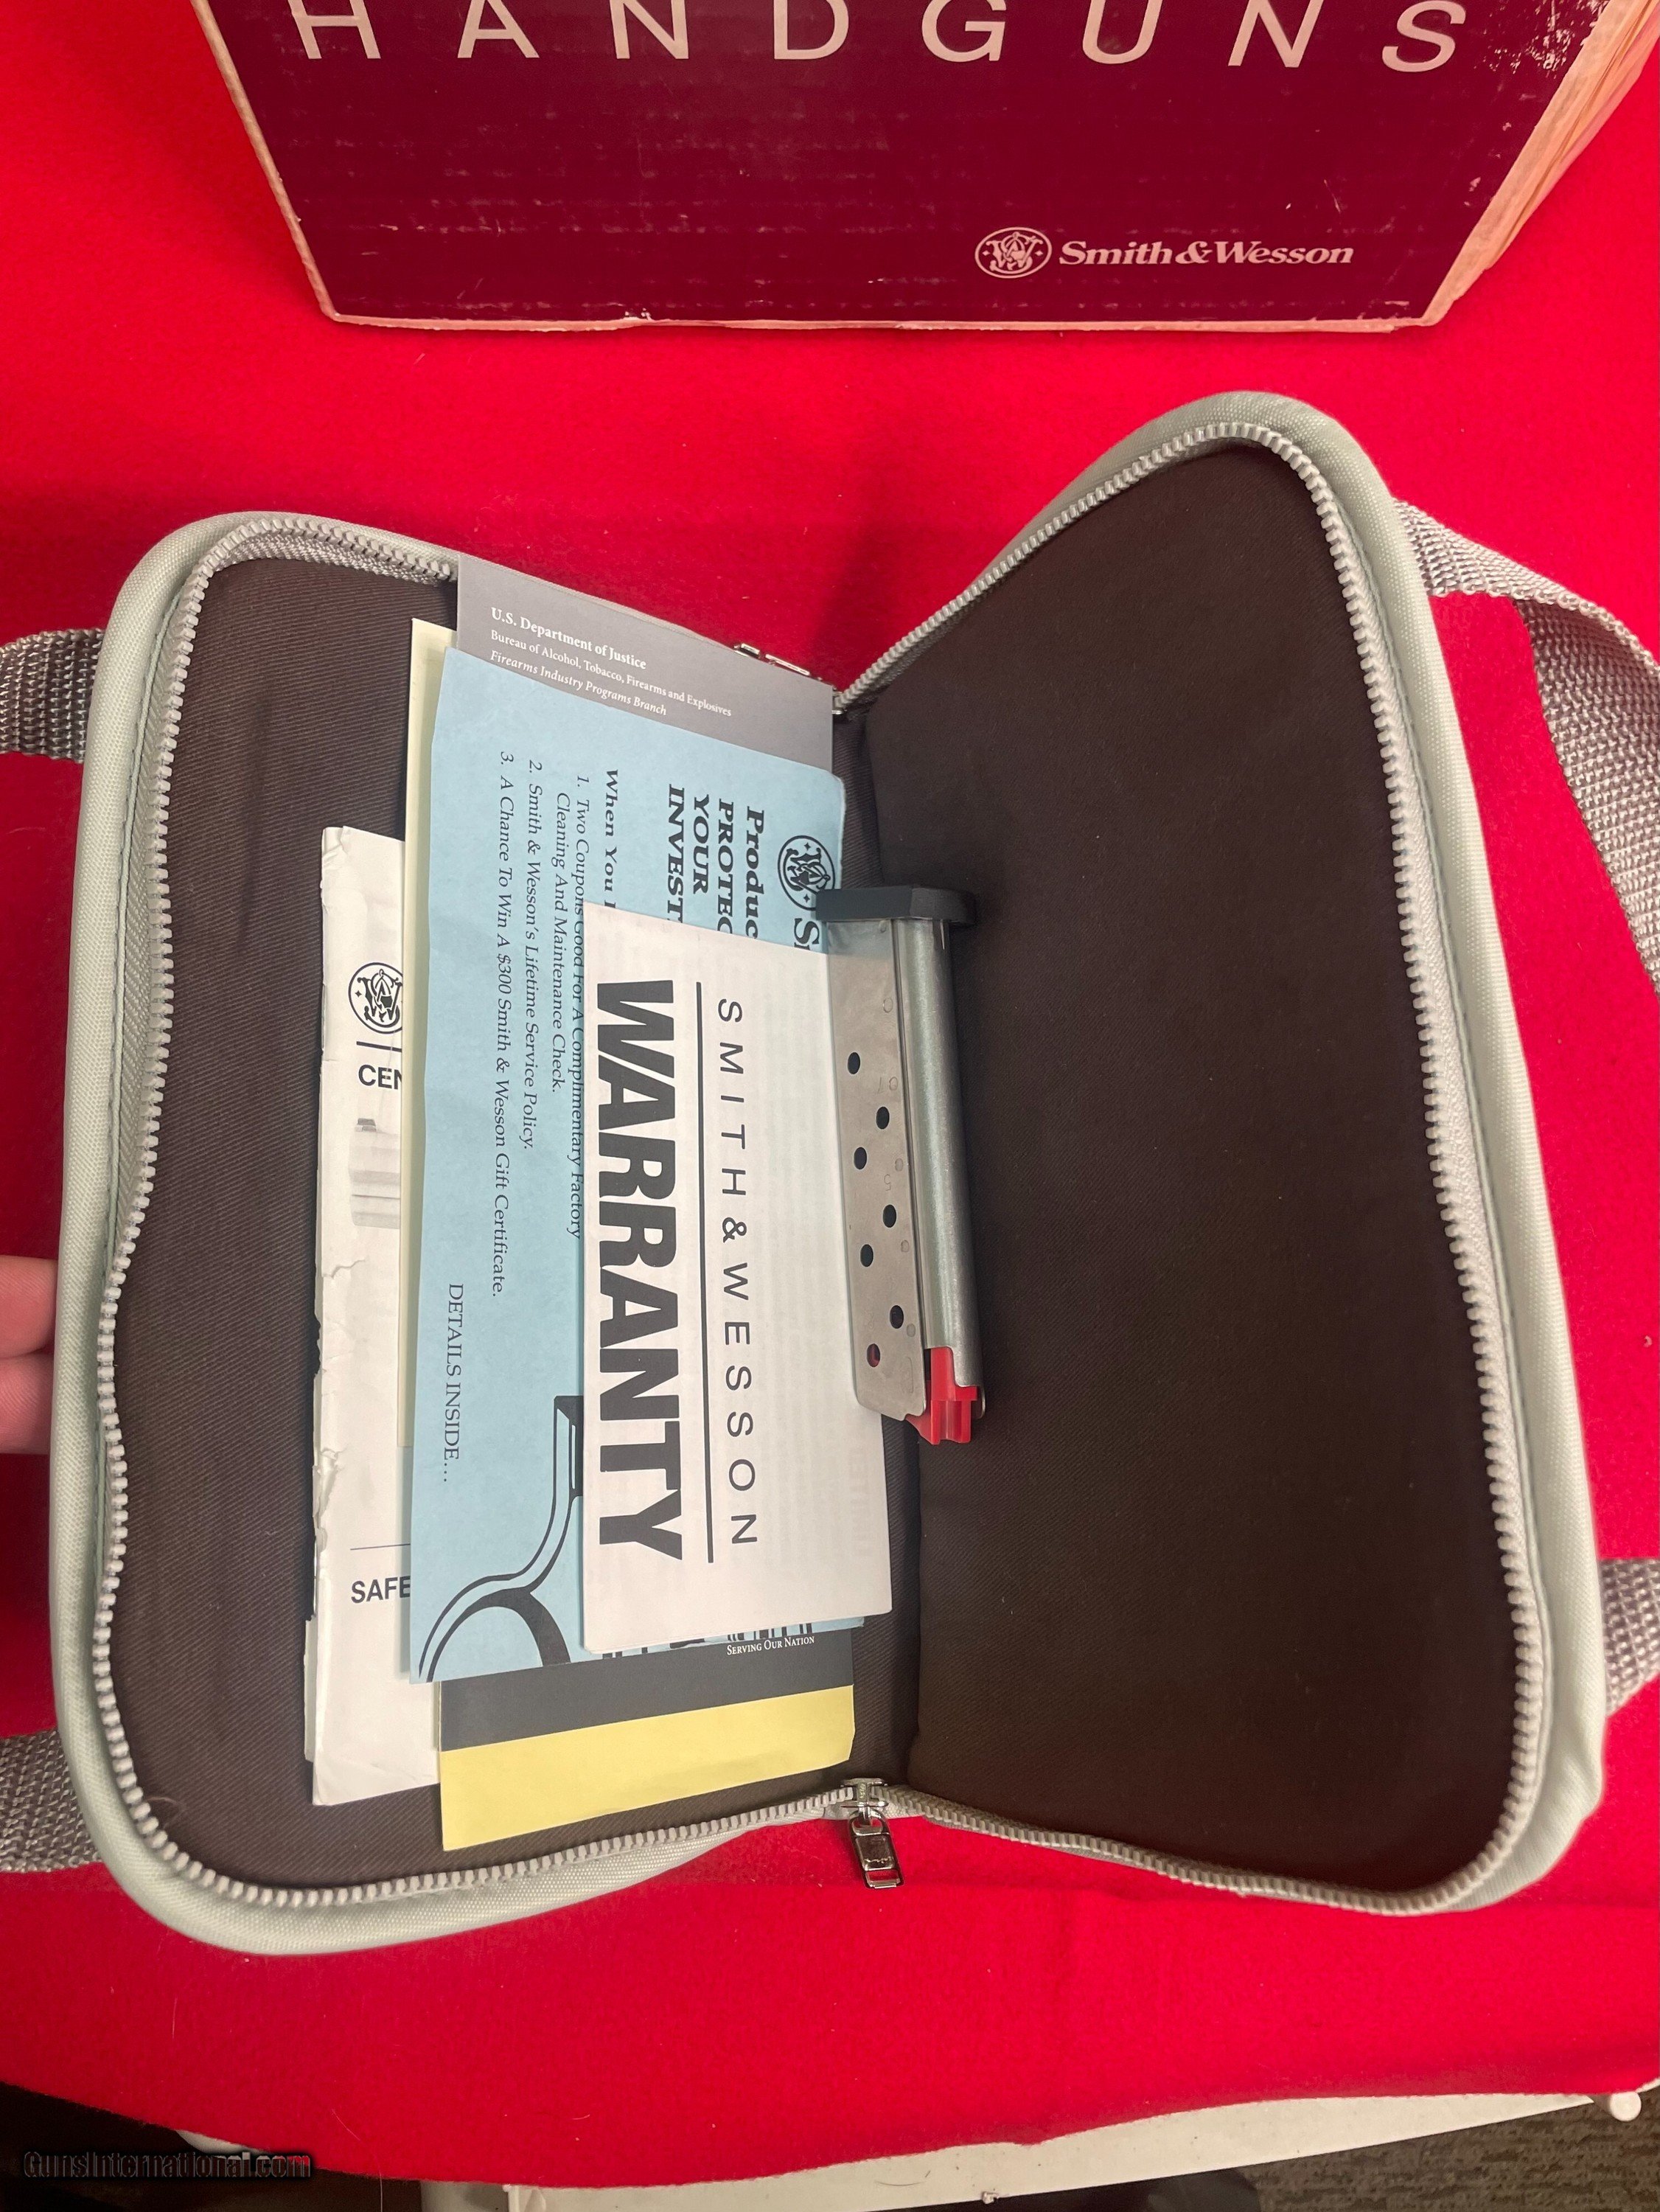 HANDGUNS
Smith & Wesson
U.S. Department of Justice
Bureau of Alcohol, Tobacco, Firearms and Explosives
Firearms Industry Programs Branch
Produc
PROTEC
YOUR
INVEST
When You
1. Two Coupons Good For A Complimentary Factory
Cleaning And Maintenance Check.
2. Smith & Wesson's Lifetime Service Policy.
3. A Chance To Win A $300 Smith & Wesson Gift Certificate.
DETAILS INSIDE...
SMITH & WESSON
WARRANTY
CEN
SAFE
SERVING OUR NATION
GunsInternational.com